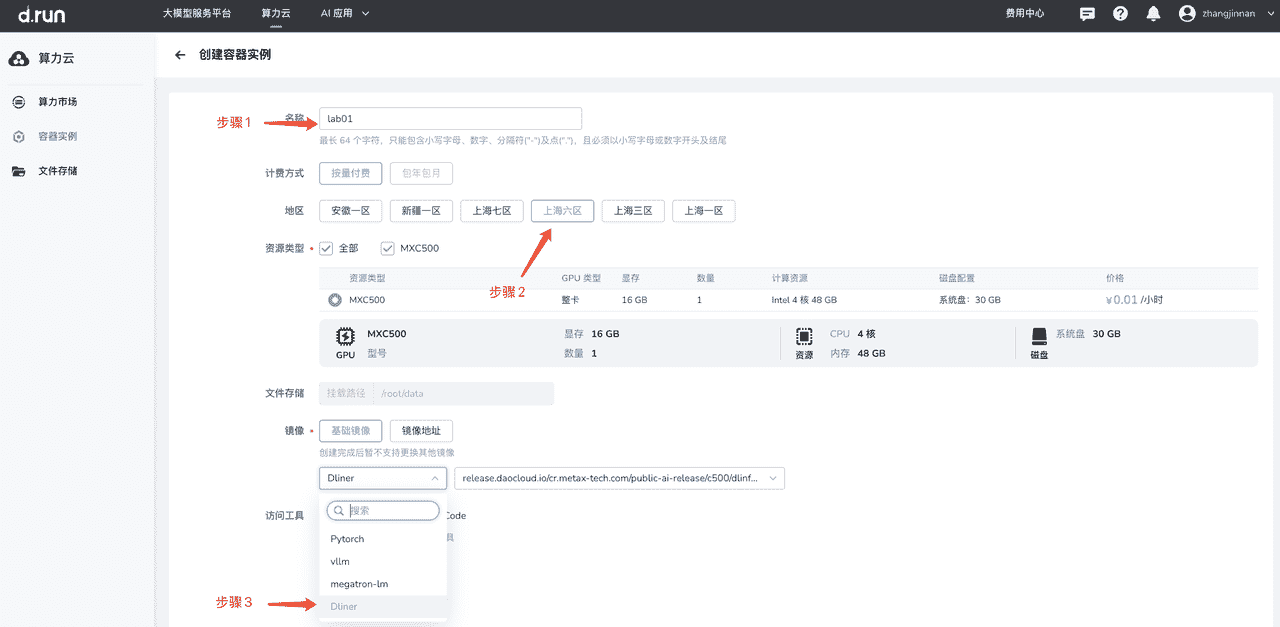 d.run 大模型服务平台 算力云 AI 应用 费用中心 zhangjinnan
算力云
创建容器实例
算力市场
容器实例
文件存储
步骤1 名称 lab01
最长 64 个字符，只能包含小写字母、数字、分隔符("-")及点(".")，且必须以小写字母或数字开头及结尾
计费方式 按量付费 包年包月
地区 安徽一区 新疆一区 上海七区 上海六区 上海三区 上海一区
资源类型 • 全部 MXC500
步骤2
资源类型 GPU 类型 显存 数量 计算资源 磁盘配置 价格
MXC500 整卡 16 GB 1 Intel 4 核 48 GB 系统盘：30 GB ¥0.01 /小时
MXC500 显存 16 GB CPU 4 核 系统盘 30 GB
GPU 型号 数量 1 资源 内存 48 GB 磁盘
文件存储 挂载路径 /root/data
镜像 • 基础镜像 镜像地址
创建完成后暂不支持更换其他镜像
Dliner release.daocloud.io/cr.metax-tech.com/public-ai-release/c500/dlinf...
访问工具 搜索 Code
Pytorch 具
vllm
megatron-lm
步骤3 Dliner